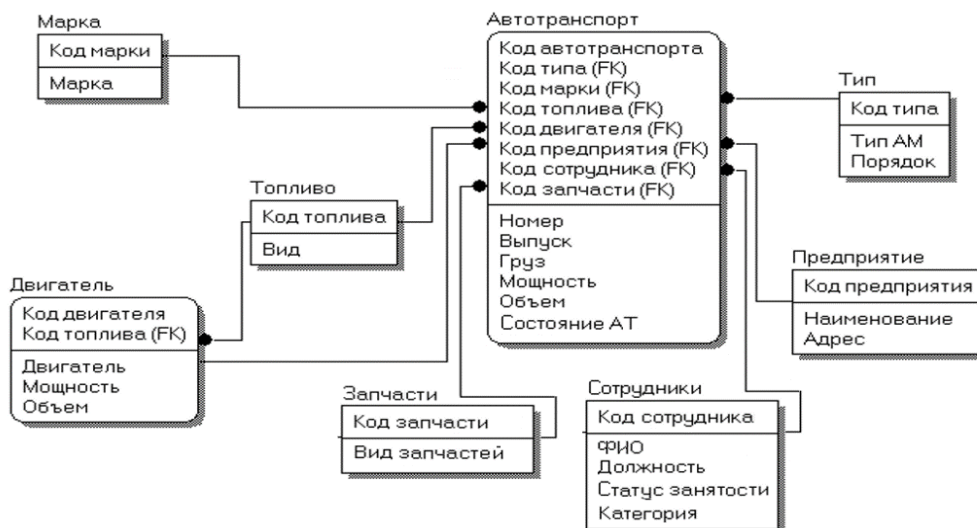 Марка
Код марки
Марка
Автотранспорт
Код автотранспорта
Код типа (FK)
Код марки (FK)
Код топлива (FK)
Код двигателя (FK)
Код предприятия (FK)
Код сотрудника (FK)
Код запчасти (FK)
Номер
Выпуск
Груз
Мощность
Объем
Состояние АТ
Тип
Код типа
Тип АМ
Порядок
Топливо
Код топлива
Вид
Двигатель
Код двигателя
Код топлива (FK)
Двигатель
Мощность
Объем
Предприятие
Код предприятия
Наименование
Адрес
Запчасти
Код запчасти
Вид запчастей
Сотрудники
Код сотрудника
ФИО
Должность
Статус занятости
Категория